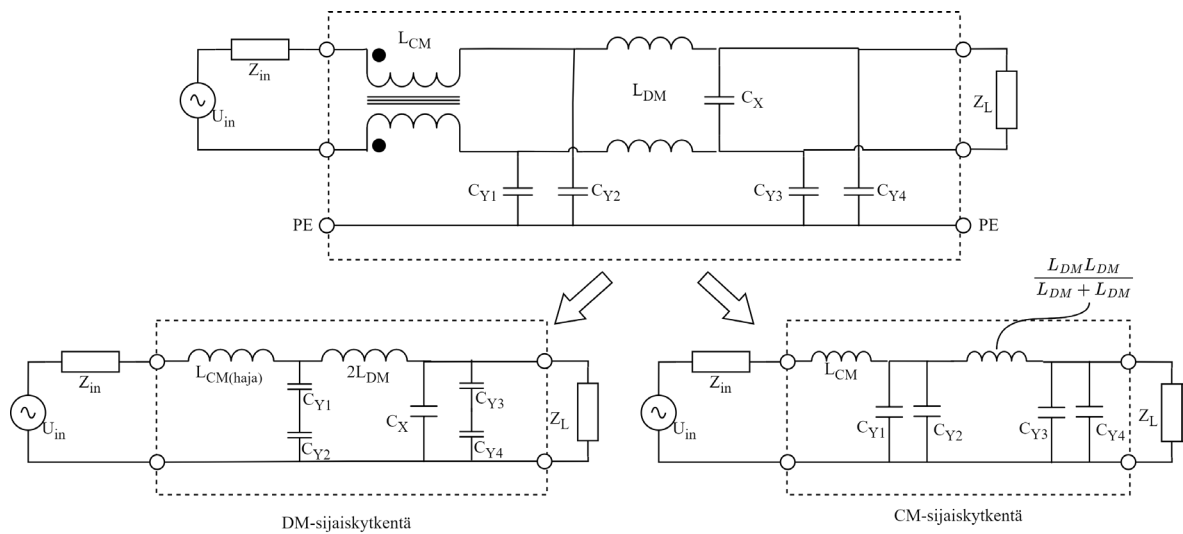 L_CM
Z_in
U_in
L_DM
C_X
Z_L
C_Y1
C_Y2
C_Y3
C_Y4
PE
PE
L_DM L_DM
L_DM + L_DM
Z_in
U_in
L_CM(haja)
C_Y1
C_Y2
2L_DM
C_X
C_Y3
C_Y4
Z_L
DM-sijaiskytkentä
Z_in
U_in
L_CM
C_Y1
C_Y2
C_Y3
C_Y4
Z_L
CM-sijaiskytkentä